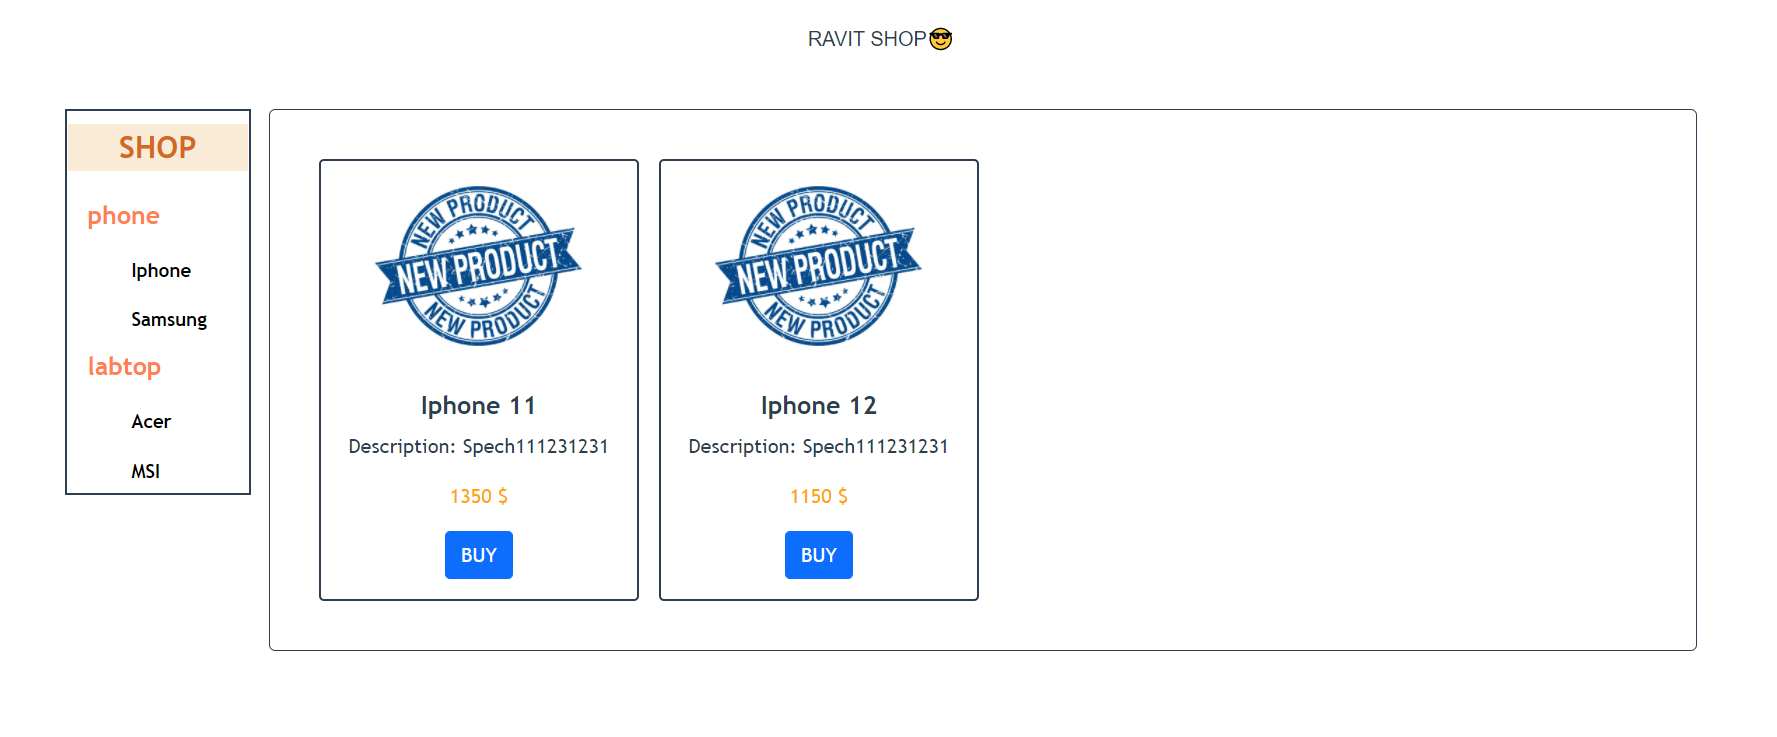 RAVIT SHOP😎
SHOP
phone
Iphone
Samsung
labtop
Acer
MSI
NEW PRODUCT
NEW PRODUCT
NEW PRODUCT
Iphone 11
Description: Spech111231231
1350 $
BUY
NEW PRODUCT
NEW PRODUCT
NEW PRODUCT
Iphone 12
Description: Spech111231231
1150 $
BUY